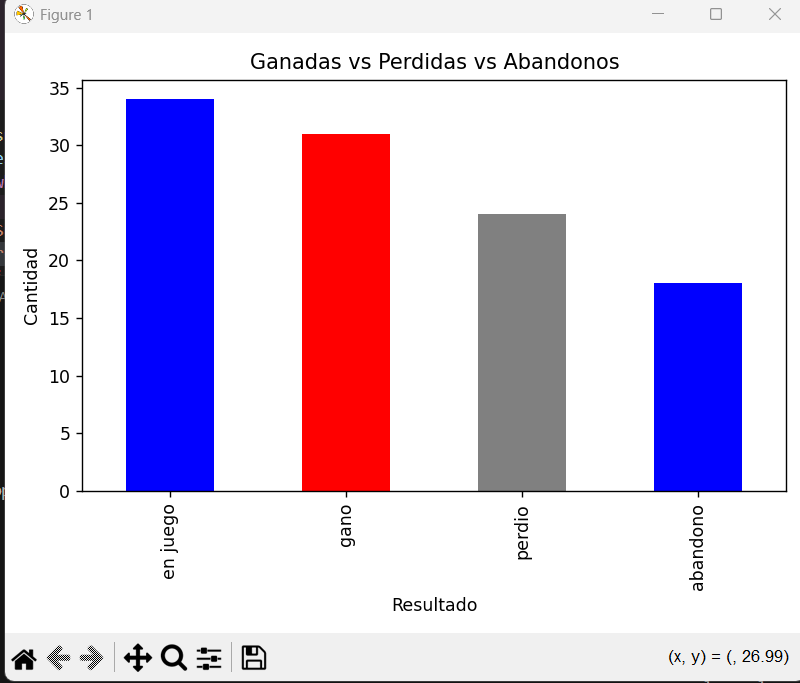 Figure 1
Ganadas vs Perdidas vs Abandonos
35
30
25
20
15
10
5
0
Cantidad
en juego
gano
perdio
abandono
Resultado
(x, y) = (, 26.99)